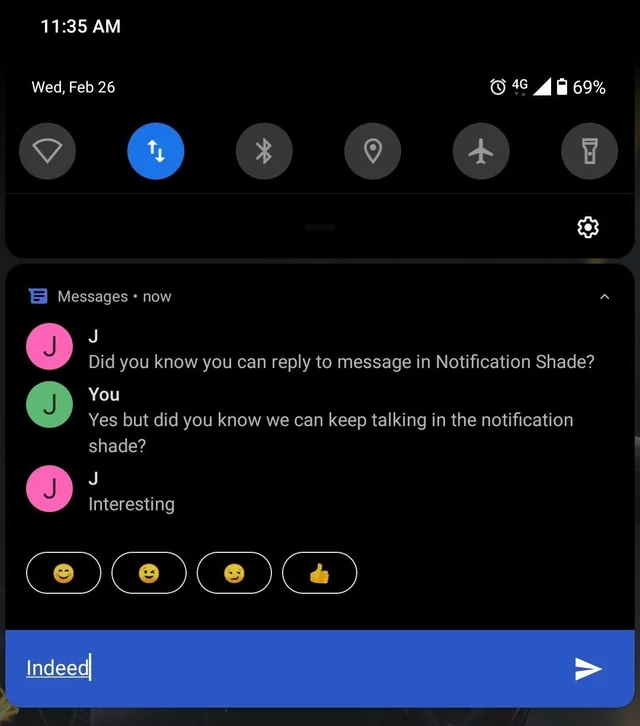 11:35 AM
Wed, Feb 26
4G 69%
Messages • now
J
J
Did you know you can reply to message in Notification Shade?
J
You
Yes but did you know we can keep talking in the notification
shade?
J
J
Interesting
Indeed